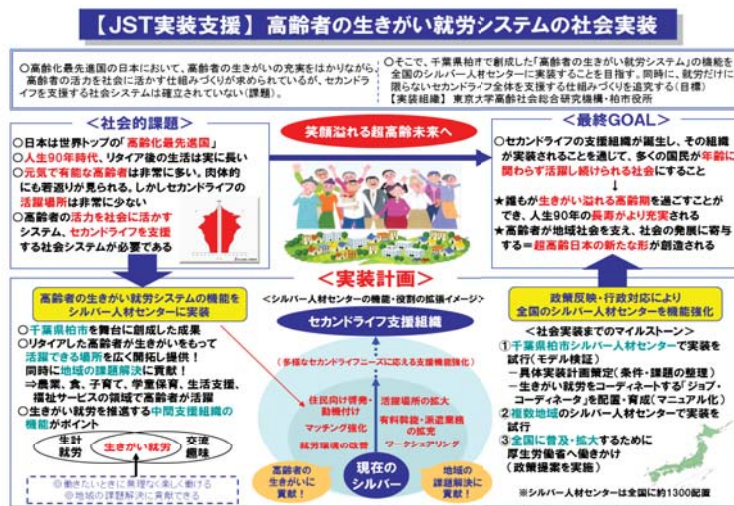 【JST実装支援】高齢者の生きがい就労システムの社会実装
○高齢化最先進国の日本において、高齢者の生きがいの充実をはかりながら、
高齢者の活力を社会に活かす仕組みづくりが求められているが、セカンドラ
イフを支援する社会システムは確立されていない(課題)。
○そこで、千葉県柏市で創成した「高齢者の生きがい就労システム」の機能を
全国のシルバー人材センターに実装することを目指す。同時に、就労だけに
限らないセカンドライフ全体を支援する仕組みづくりを追究する(目標)
【実装組織】 東京大学高齢社会総合研究機構・柏市役所
<社会的課題>
○日本は世界トップの「高齢化最先進国」
○人生90年時代、リタイア後の生活は実に長い
○元気で有能な高齢者は非常に多い。肉体的
にも若返りが見られる。しかしセカンドライフの
活躍場所は非常に少ない
○高齢者の活力を社会に活かす
システム、セカンドライフを支援
する社会システムが必要である
笑顔溢れる超高齢未来へ
<最終GOAL>
○セカンドライフの支援組織が誕生し、その組織
が実装されることを通じて、多くの国民が年齢に
関わらず活躍し続けられる社会にすること
↓
★誰もが生きがい溢れる高齢期を過ごすことが
でき、人生90年の長寿がより充実される
★高齢者が地域社会を支え、社会の発展に寄与
する=超高齢日本の新たな形が創造される
高齢者の生きがい就労システムの機能を
シルバー人材センターに実装
○千葉県柏市を舞台に創成した成果
○リタイアした高齢者が生きがいをもって
活躍できる場所を広く開拓し提供!
同時に地域の課題解決に貢献!
⇒農業、食、子育て、学童保育、生活支援、
福祉サービスの領域で高齢者が活躍
○生きがい就労を推進する中間支援組織の
機能がポイント
生計
就労
生きがい就労
交流
趣味
◎働きたいときに無理なく楽しく働ける
◎地域の課題解決に貢献できる
<実装計画>
<シルバー人材センターの機能・役割の拡張イメージ>
セカンドライフ支援組織
(多様なセカンドライフニーズに応える支援機能強化)
住民向け啓発・
動機付け
マッチング強化
就労環境の改善
活躍場所の拡大
有料斡旋・派遣業務
の拡充
ワークシェアリング
高齢者の
生きがいに
貢献!
現在の
シルバー
地域の
課題解決に
貢献!
政策反映・行政対応により
全国のシルバー人材センターを機能強化
<社会実装までのマイルストーン>
①千葉県柏市シルバー人材センターで実装
を試行(モデル検証)
－具体実装計画策定(条件・課題の整理)
－生きがい就労をコーディネートする「ジョブ・
コーディネータ」を配置・育成(マニュアル化)
②複数地域のシルバー人材センターで実装を
試行
③全国に普及・拡大するために
厚生労働省へ働きかけ
(政策提案を実施)
※シルバー人材センターは全国に約1300配置